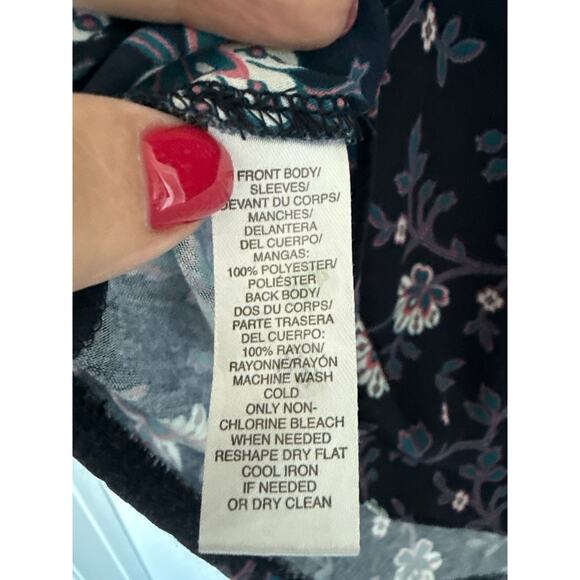 FRONT BODY/
SLEEVES/
DEVANT DU CORPS/
MANCHES/
DELANTERA
DEL CUERPO/
MANGAS:
100% POLYESTER/
POLIÉSTER
BACK BODY/
DOS DU CORPS/
PARTE TRASERA
DEL CUERPO:
100% RAYON/
RAYONNE/RAYÓN
MACHINE WASH
COLD
ONLY NON-
CHLORINE BLEACH
WHEN NEEDED
RESHAPE DRY FLAT
COOL IRON
IF NEEDED
OR DRY CLEAN